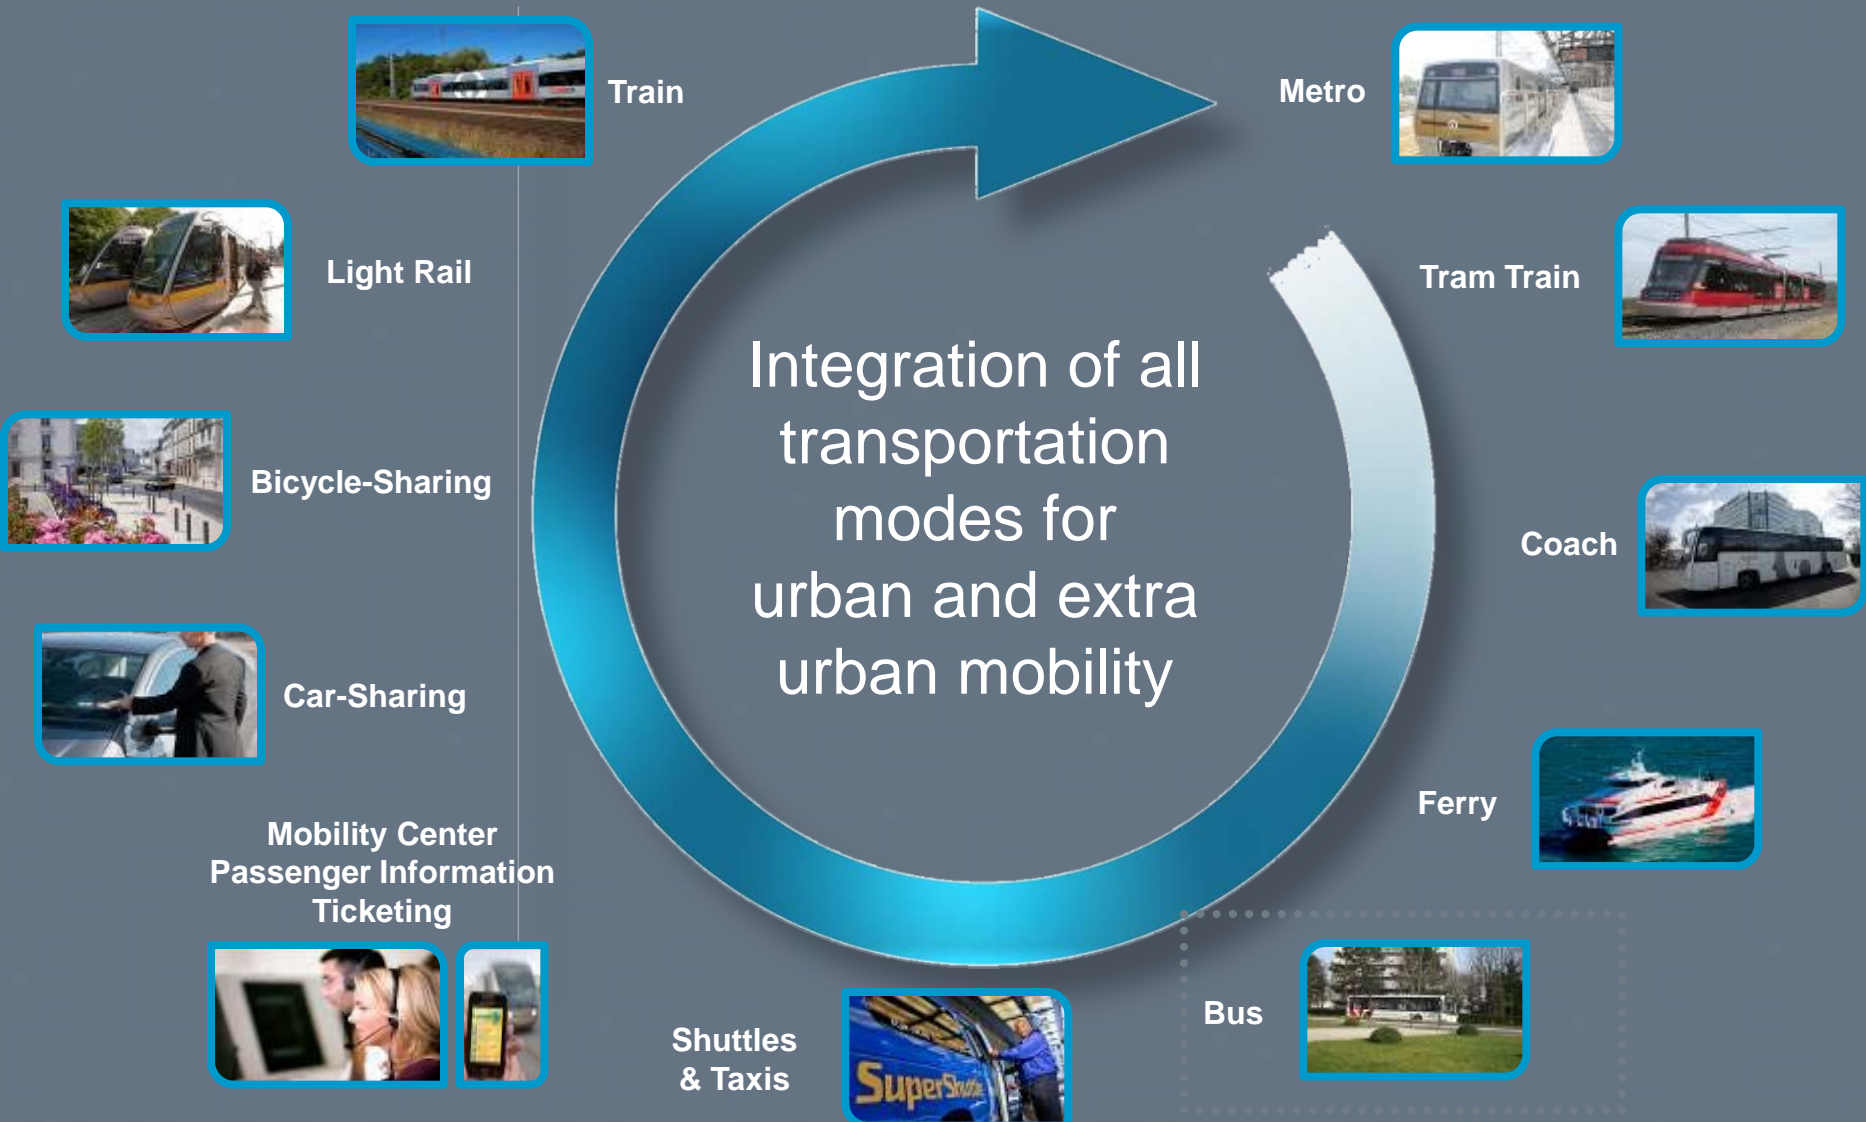 Train
Metro
Light Rail
Tram Train
Integration of all
transportation
modes for
urban and extra
urban mobility
Bicycle-Sharing
Coach
Car-Sharing
Ferry
Mobility Center
Passenger Information
Ticketing
Shuttles
& Taxis
SuperShuttle
Bus